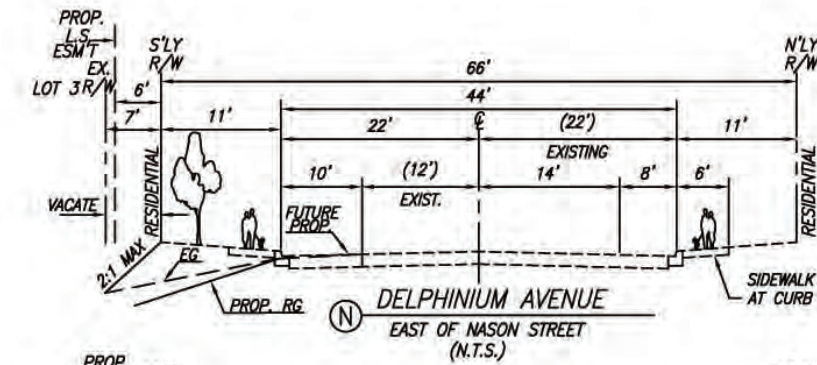 PROP.
L.S.
ESM'T
EX.
LOT 3 R/W
S'LY
R/W
N'LY
R/W
66'
6'
44'
7'
11'
22'
℄
(22')
11'
EXISTING
10'
(12')
14'
8'
6'
EXIST.
VACATE
RESIDENTIAL
RESIDENTIAL
FUTURE
PROP.
2:1 MAX
EG
PROP. RG
SIDEWALK
AT CURB
N DELPHINIUM AVENUE
EAST OF NASON STREET
(N.T.S.)
PROP